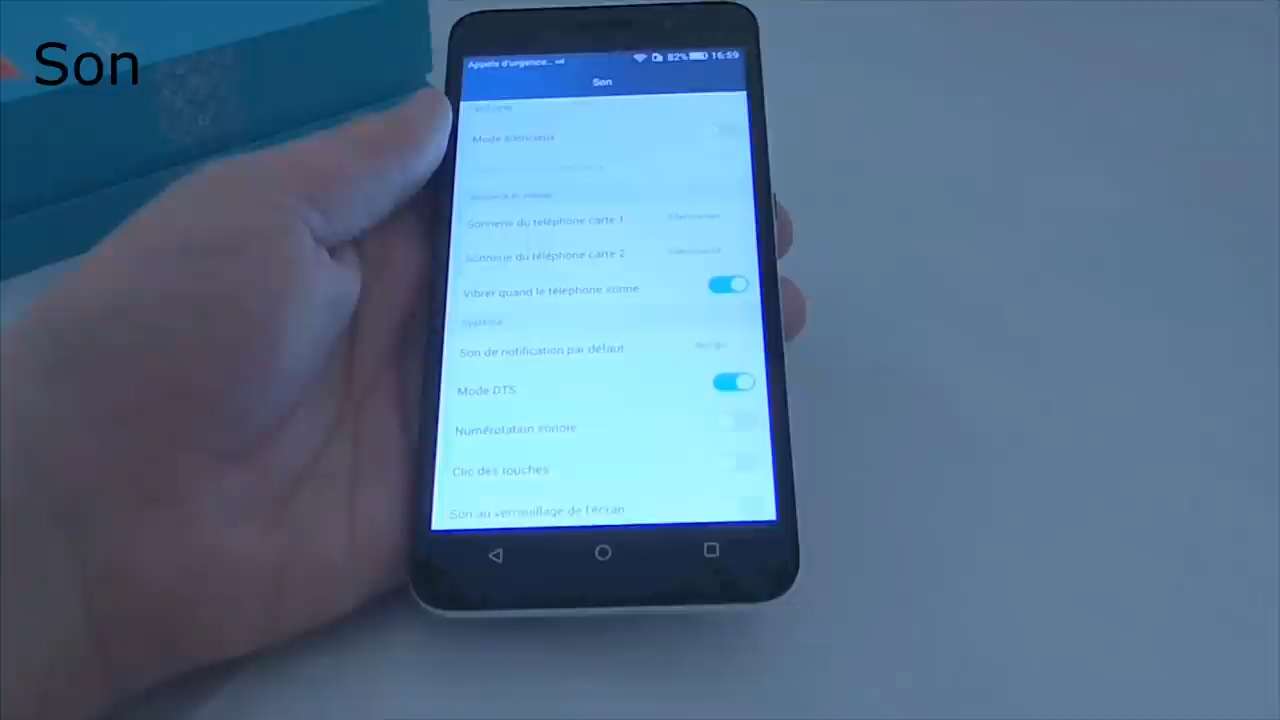 Son
Appels d'urgence... 82% 16:59
Son
Mode silencieux
Sonnerie du téléphone carte 1
Sonnerie du téléphone carte 2
Vibrer quand le téléphone sonne
Système
Son de notification par défaut
Mode DTS
Numérotation sonore
Clic des touches
Son au verrouillage de l'écran